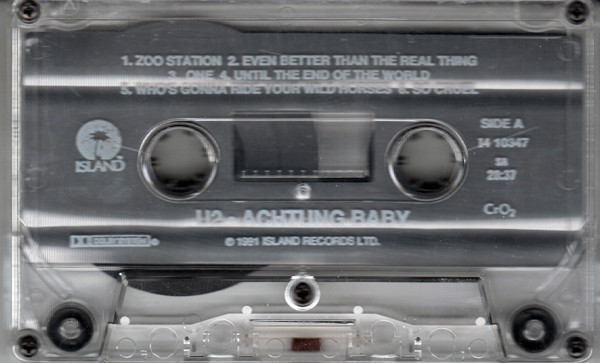 1. ZOO STATION 2. EVEN BETTER THAN THE REAL THING
3. ONE 4. UNTIL THE END OF THE WORLD
5. WHO'S GONNA RIDE YOUR WILD HORSES 6. SO CRUEL
SIDE A
14 10347
28:37
ISLAND
U2 - ACHTUNG BABY
CrO2
© 1991 ISLAND RECORDS LTD.